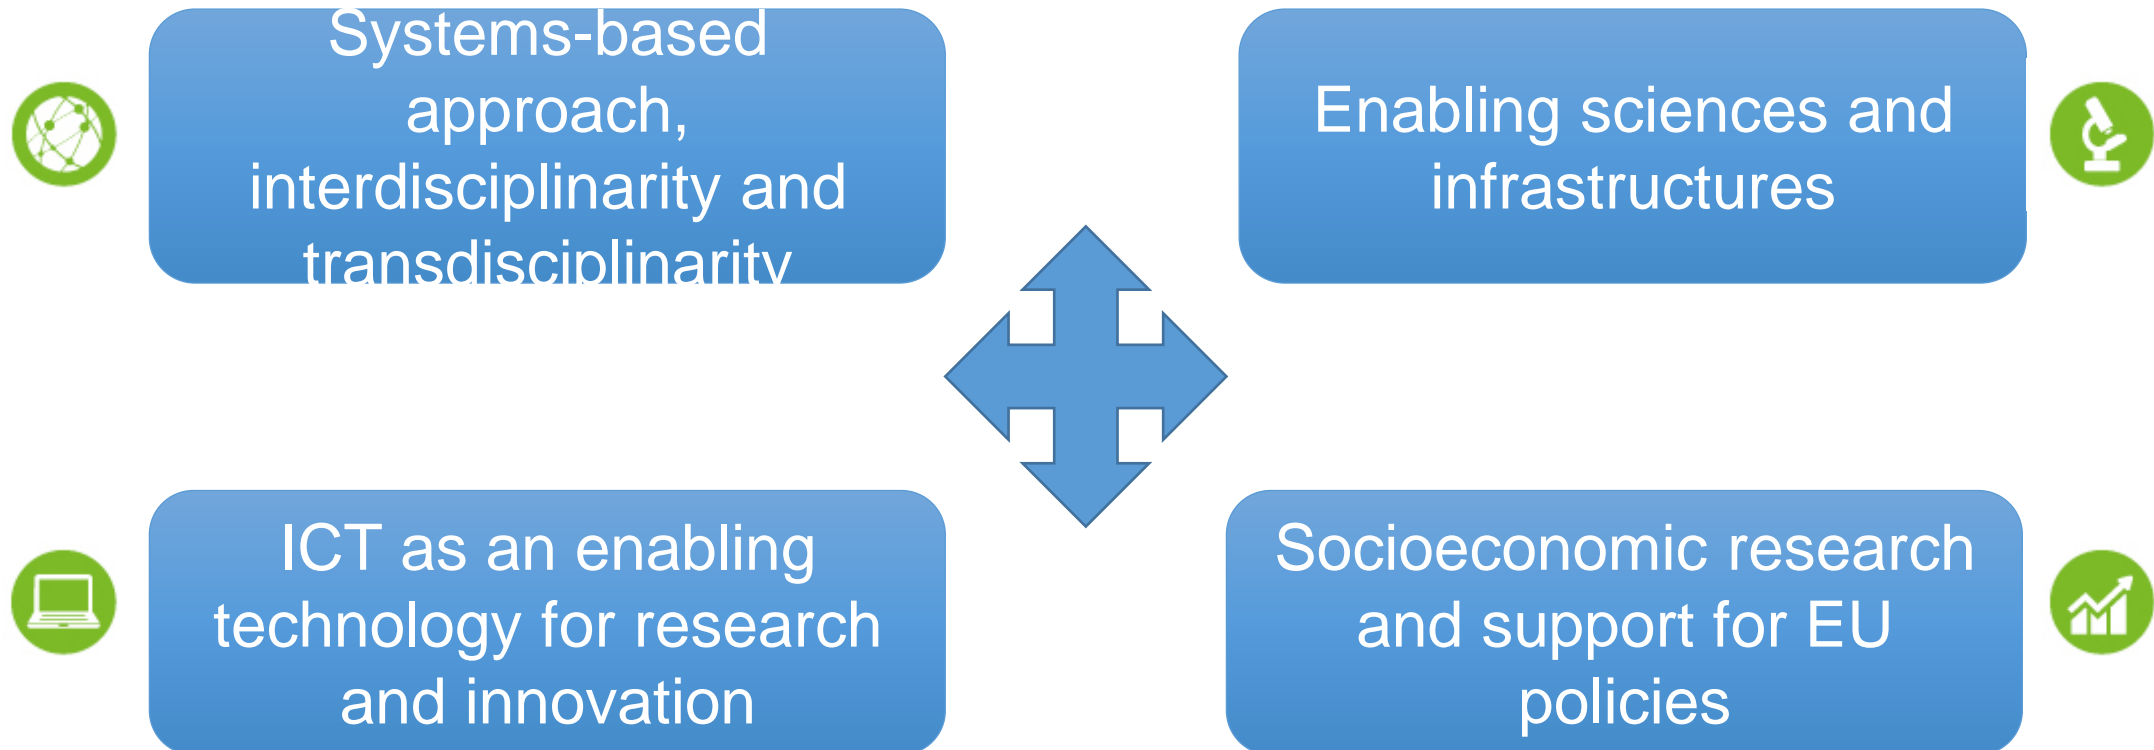 Systems-based
approach,
interdisciplinarity and
transdisciplinarity
Enabling sciences and
infrastructures
ICT as an enabling
technology for research
and innovation
Socioeconomic research
and support for EU
policies